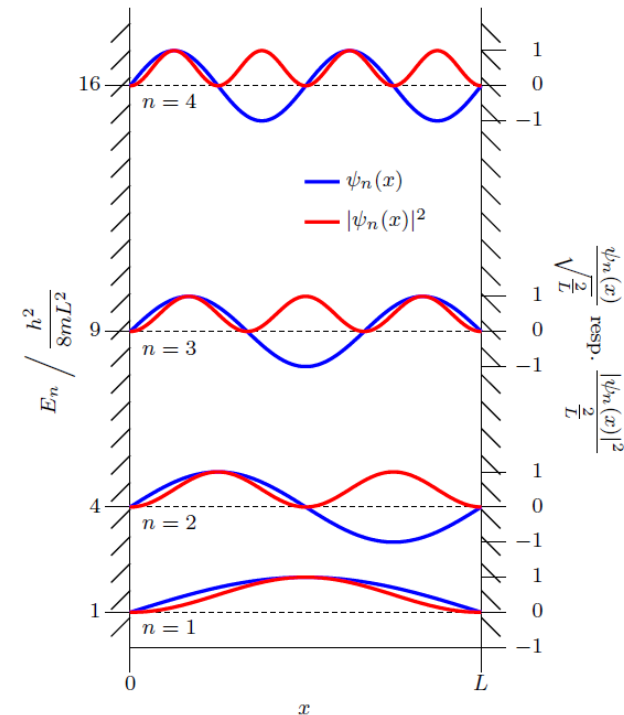 16
n = 4
1
0
−1
ψₙ(x)
|ψₙ(x)|²
9
n = 3
1
0
−1
Eₙ / h²/8mL²
ψₙ(x)/√(2/L) resp. |ψₙ(x)|²/(2/L)
4
n = 2
1
0
−1
1
n = 1
1
0
−1
0
L
x